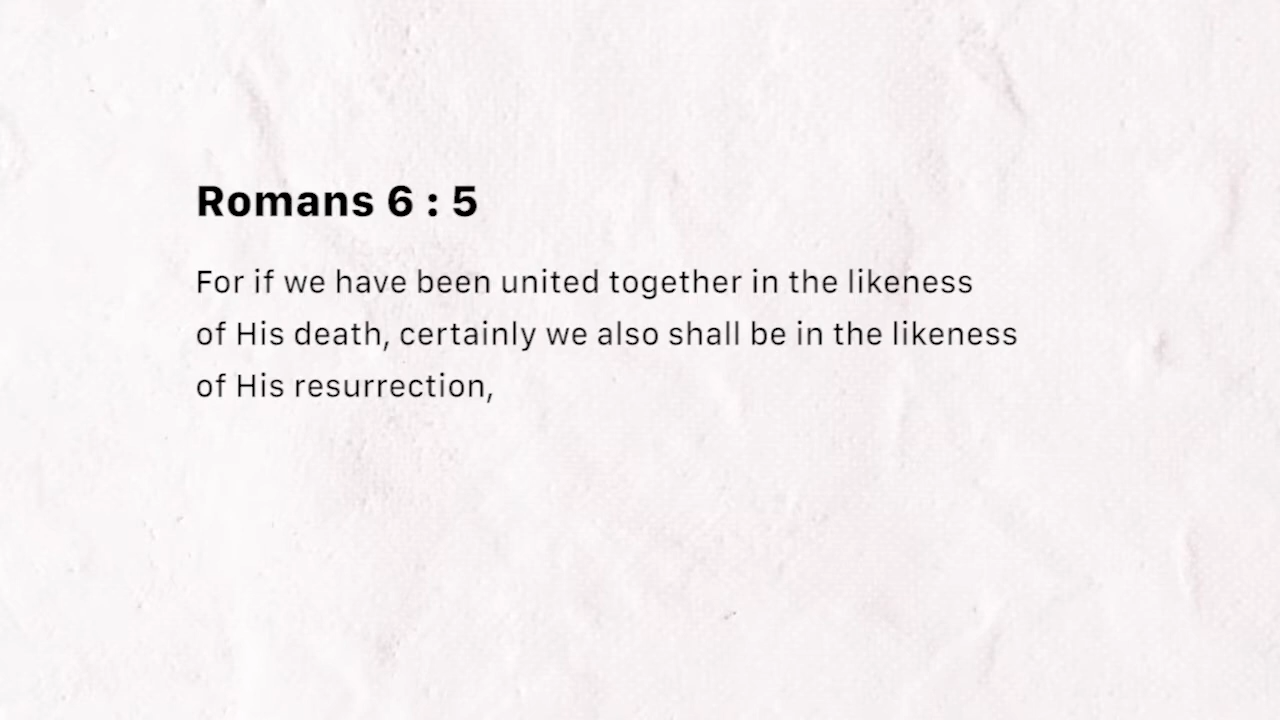 Romans 6 : 5
For if we have been united together in the likeness
of His death, certainly we also shall be in the likeness
of His resurrection,